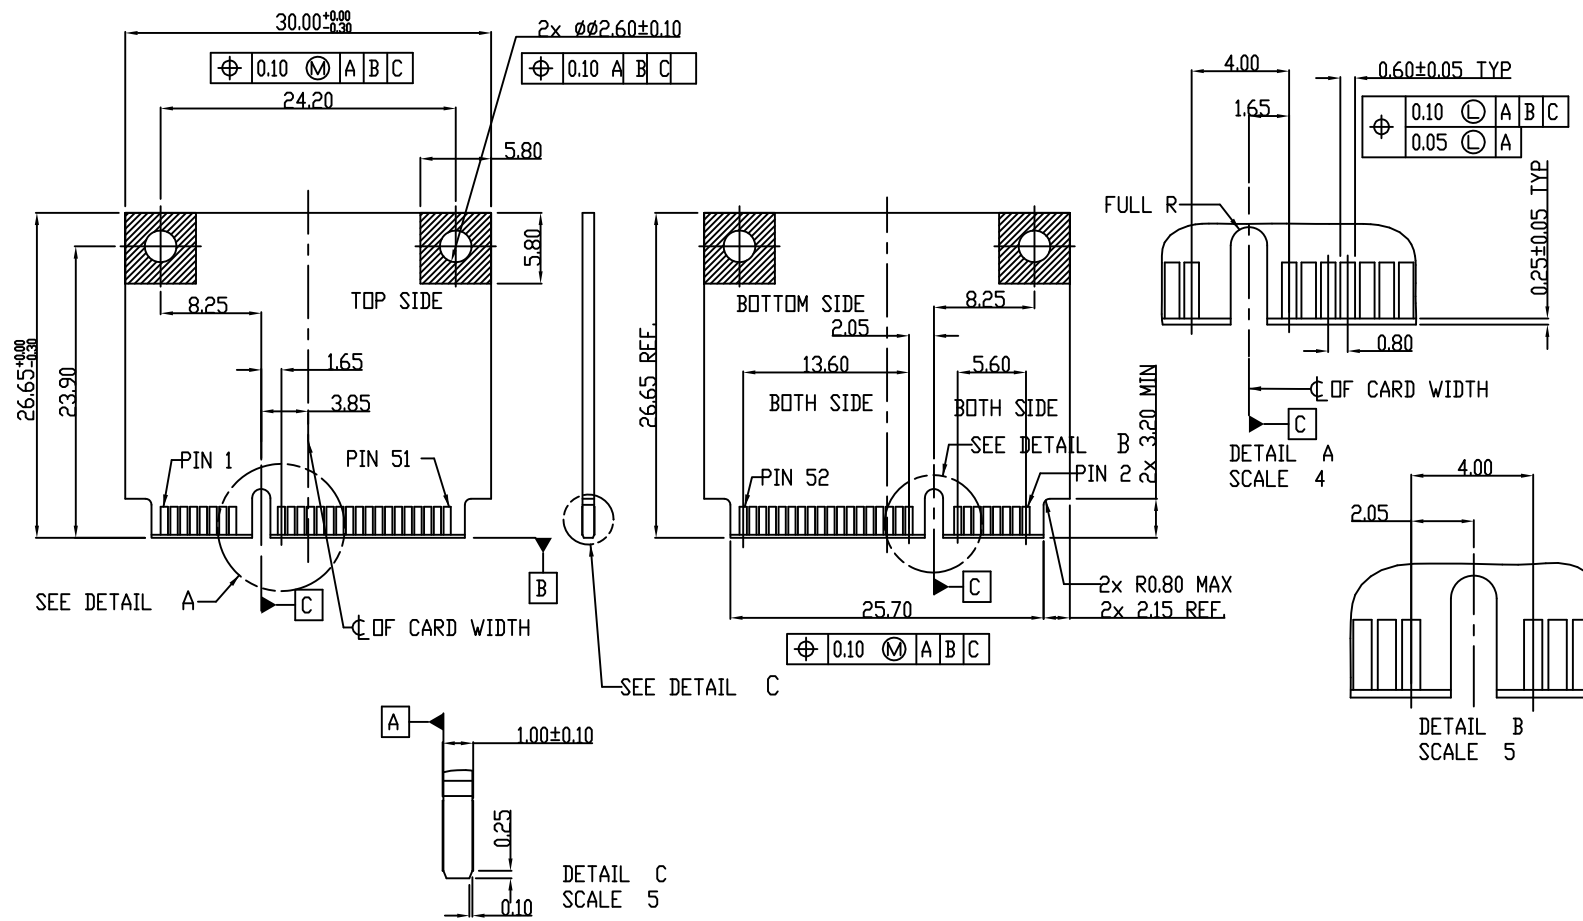 30.00 +0.00 -0.30
2x ØØ2.60±0.10
0.10 Ⓜ A B C
0.10 A B C
24.20
5.80
5.80
TOP SIDE
8.25
26.65 +0.00 -0.30
23.90
1.65
3.85
PIN 1
PIN 51
SEE DETAIL A
C
B
℄ OF CARD WIDTH
SEE DETAIL C
BOTTOM SIDE
8.25
2.05
26.65 REF.
13.60
5.60
BOTH SIDE
BOTH SIDE
SEE DETAIL B
PIN 52
PIN 2
2x 3.20 MIN
C
2x R0.80 MAX
25.70
2x 2.15 REF.
0.10 Ⓜ A B C
4.00
0.60±0.05 TYP
1.65
0.10 Ⓛ A B C
0.05 Ⓛ A
FULL R
0.25±0.05 TYP
0.80
℄ OF CARD WIDTH
C
DETAIL A
SCALE 4
4.00
2.05
DETAIL B
SCALE 5
A
1.00±0.10
0.25
0.10
DETAIL C
SCALE 5